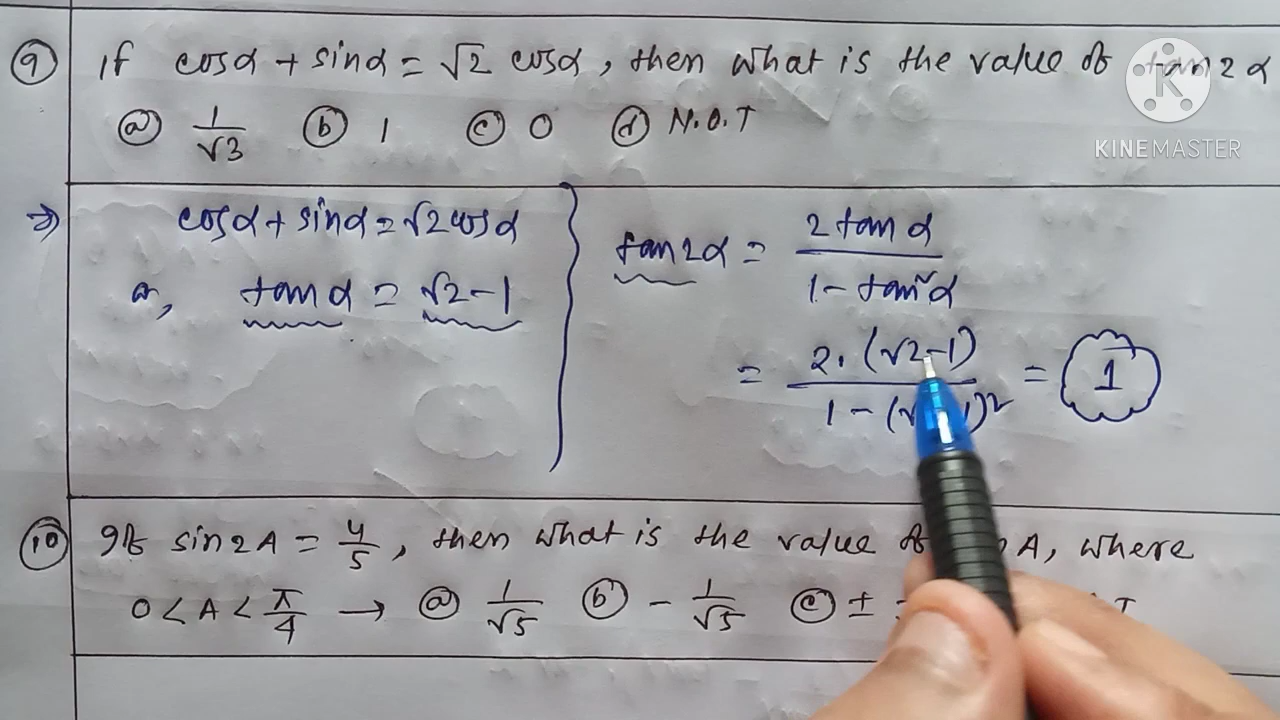 ⑨ If cosα + sinα = √2 cosα, then what is the value of tan2α
ⓐ 1/√3 ⓑ 1 ⓒ 0 ⓓ N.O.T
KINEMASTER
⇒ cosα + sinα = √2 cosα
or, tanα = √2-1
tan2α = 2tanα / 1 - tan²α
= 2.(√2-1) / 1-(√2-1)² = 1
⑩ If sin2A = 4/5, then what is the value of A, where
0 < A < π/4 → ⓐ 1/√5 ⓑ -1/√5 ⓒ ±